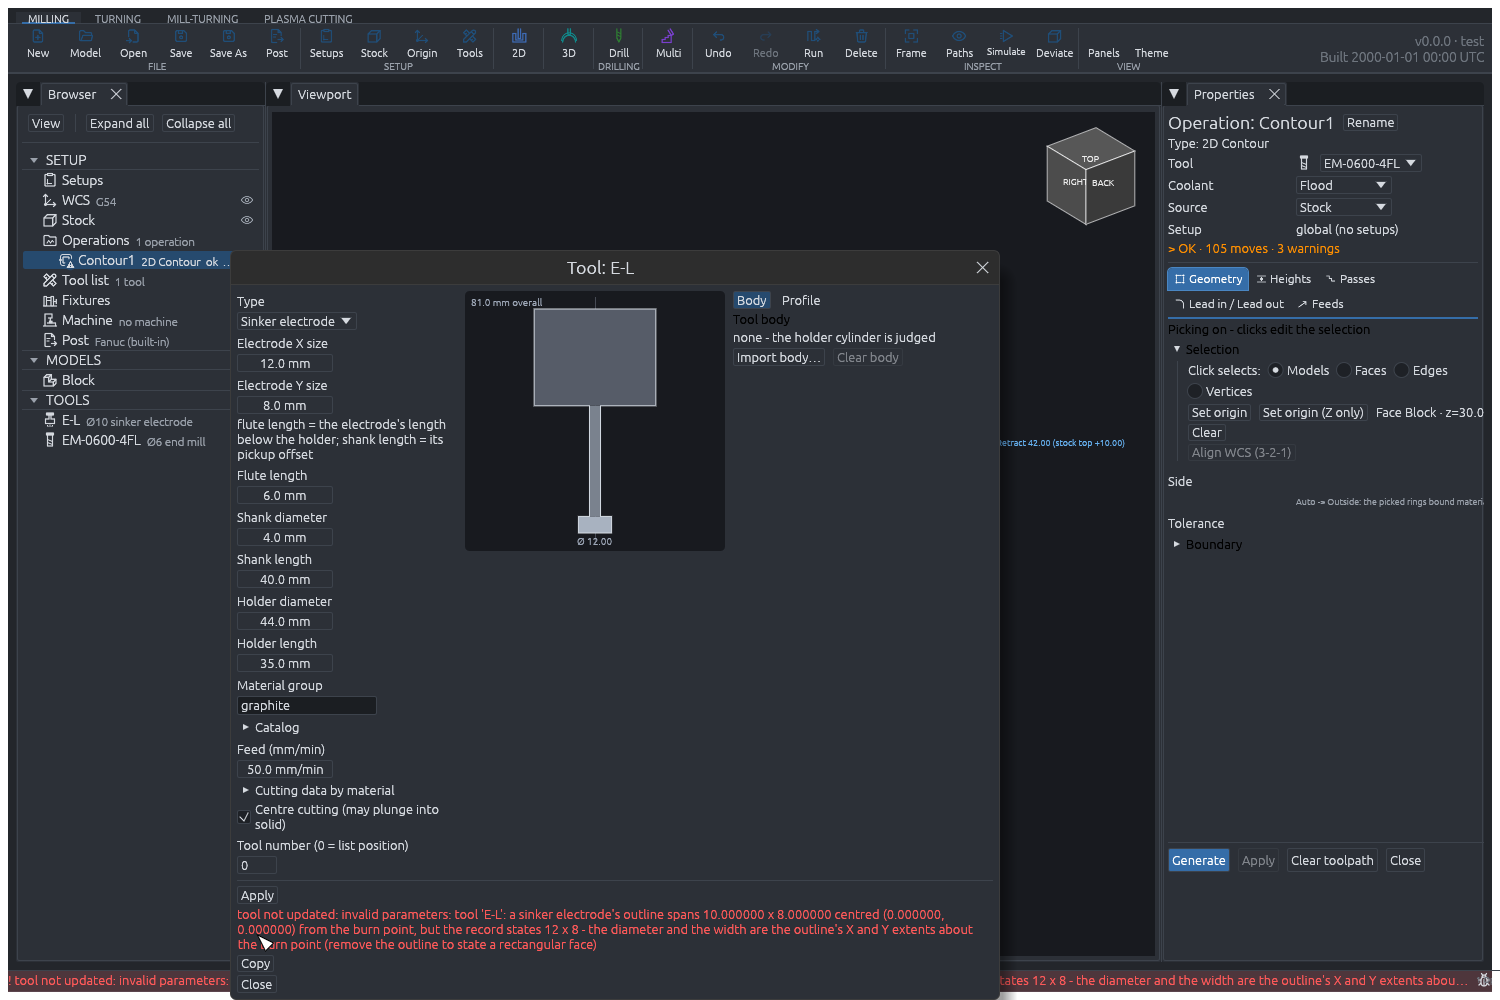 MILLING TURNING MILL-TURNING PLASMA CUTTING
New Model Open Save Save As Post Setups Stock Origin Tools 2D 3D Drill Multi Undo Redo Run Delete Frame Paths Simulate Deviate Panels Theme
FILE SETUP DRILLING MODIFY INSPECT VIEW
v0.0.0 · test
Built 2000-01-01 00:00 UTC
Browser
View Expand all Collapse all
SETUP
Setups
WCS G54
Stock
Operations 1 operation
Contour1 2D Contour ok ...
Tool list 1 tool
Fixtures
Machine no machine
Post Fanuc (built-in)
MODELS
Block
TOOLS
E-L Ø10 sinker electrode
EM-0600-4FL Ø6 end mill
Viewport
TOP
RIGHT BACK
etract 42.00 (stock top +10.00)
Tool: E-L
Type
Sinker electrode
Electrode X size
12.0 mm
Electrode Y size
8.0 mm
flute length = the electrode's length
below the holder; shank length = its
pickup offset
Flute length
6.0 mm
Shank diameter
4.0 mm
Shank length
40.0 mm
Holder diameter
44.0 mm
Holder length
35.0 mm
Material group
graphite
Catalog
Feed (mm/min)
50.0 mm/min
Cutting data by material
Centre cutting (may plunge into
solid)
Tool number (0 = list position)
0
81.0 mm overall
Ø 12.00
Body Profile
Tool body
none - the holder cylinder is judged
Import body... Clear body
Apply
tool not updated: invalid parameters: tool 'E-L': a sinker electrode's outline spans 10.000000 x 8.000000 centred (0.000000,
0.000000) from the burn point, but the record states 12 x 8 - the diameter and the width are the outline's X and Y extents about
the burn point (remove the outline to state a rectangular face)
Copy
Close
Properties
Operation: Contour1 Rename
Type: 2D Contour
Tool EM-0600-4FL
Coolant Flood
Source Stock
Setup global (no setups)
> OK · 105 moves · 3 warnings
Geometry Heights Passes
Lead in / Lead out Feeds
Picking on - clicks edit the selection
Selection
Click selects: Models Faces Edges
Vertices
Set origin Set origin (Z only) Face Block · z=30.0
Clear
Align WCS (3-2-1)
Side
Auto -> Outside: the picked rings bound materi
Tolerance
Boundary
Generate Apply Clear toolpath Close
! tool not updated: invalid parameters: tates 12 x 8 - the diameter and the width are the outline's X and Y extents abou...